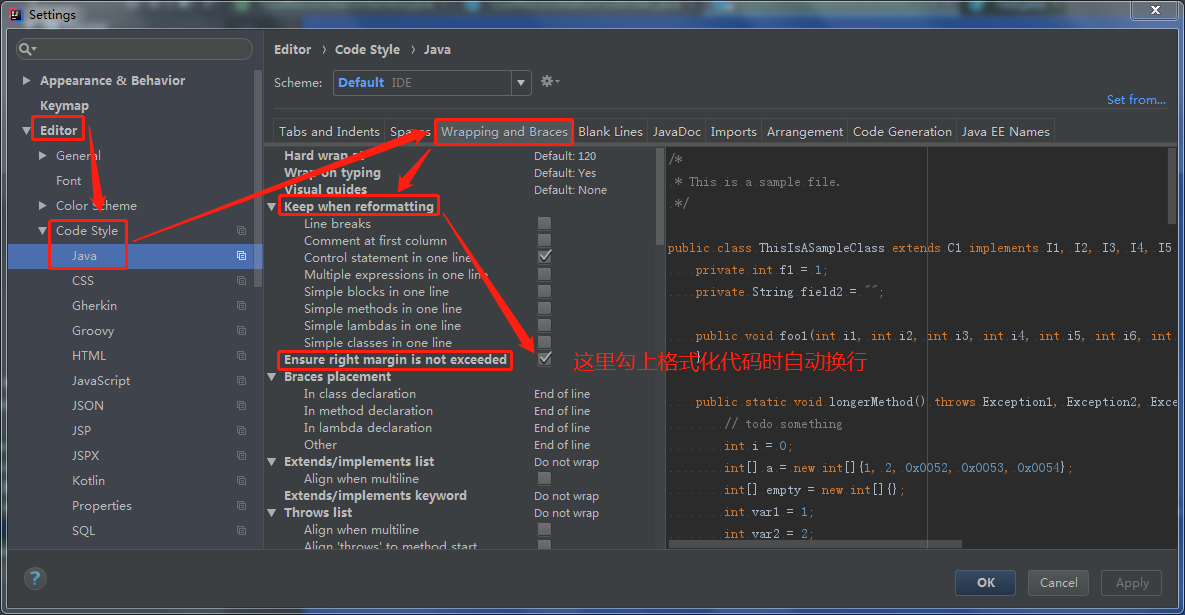 Settings
Editor › Code Style › Java
Scheme: Default IDE
Set from...
Appearance & Behavior
Keymap
Editor
General
Font
Color Scheme
Code Style
Java
CSS
Gherkin
Groovy
HTML
JavaScript
JSON
JSP
JSPX
Kotlin
Properties
SQL
Tabs and Indents Spaces Wrapping and Braces Blank Lines JavaDoc Imports Arrangement Code Generation Java EE Names
Hard wrap at Default: 120
Wrap on typing Default: Yes
Visual guides Default: None
Keep when reformatting
Line breaks
Comment at first column
Control statement in one line
Multiple expressions in one line
Simple blocks in one line
Simple methods in one line
Simple lambdas in one line
Simple classes in one line
Ensure right margin is not exceeded
这里勾上格式化代码时自动换行
Braces placement
In class declaration End of line
In method declaration End of line
In lambda declaration End of line
Other End of line
Extends/implements list Do not wrap
Align when multiline
Extends/implements keyword Do not wrap
Throws list Do not wrap
Align when multiline
Align 'throws' to method start
/*
* This is a sample file.
*/
public class ThisIsASampleClass extends C1 implements I1, I2, I3, I4, I5
private int f1 = 1;
private String field2 = "";
public void foo1(int i1, int i2, int i3, int i4, int i5, int i6, int
}
public static void longerMethod() throws Exception1, Exception2, Exce
// todo something
int i = 0;
int[] a = new int[]{1, 2, 0x0052, 0x0053, 0x0054};
int[] empty = new int[]{};
int var1 = 1;
int var2 = 2;
?
OK Cancel Apply